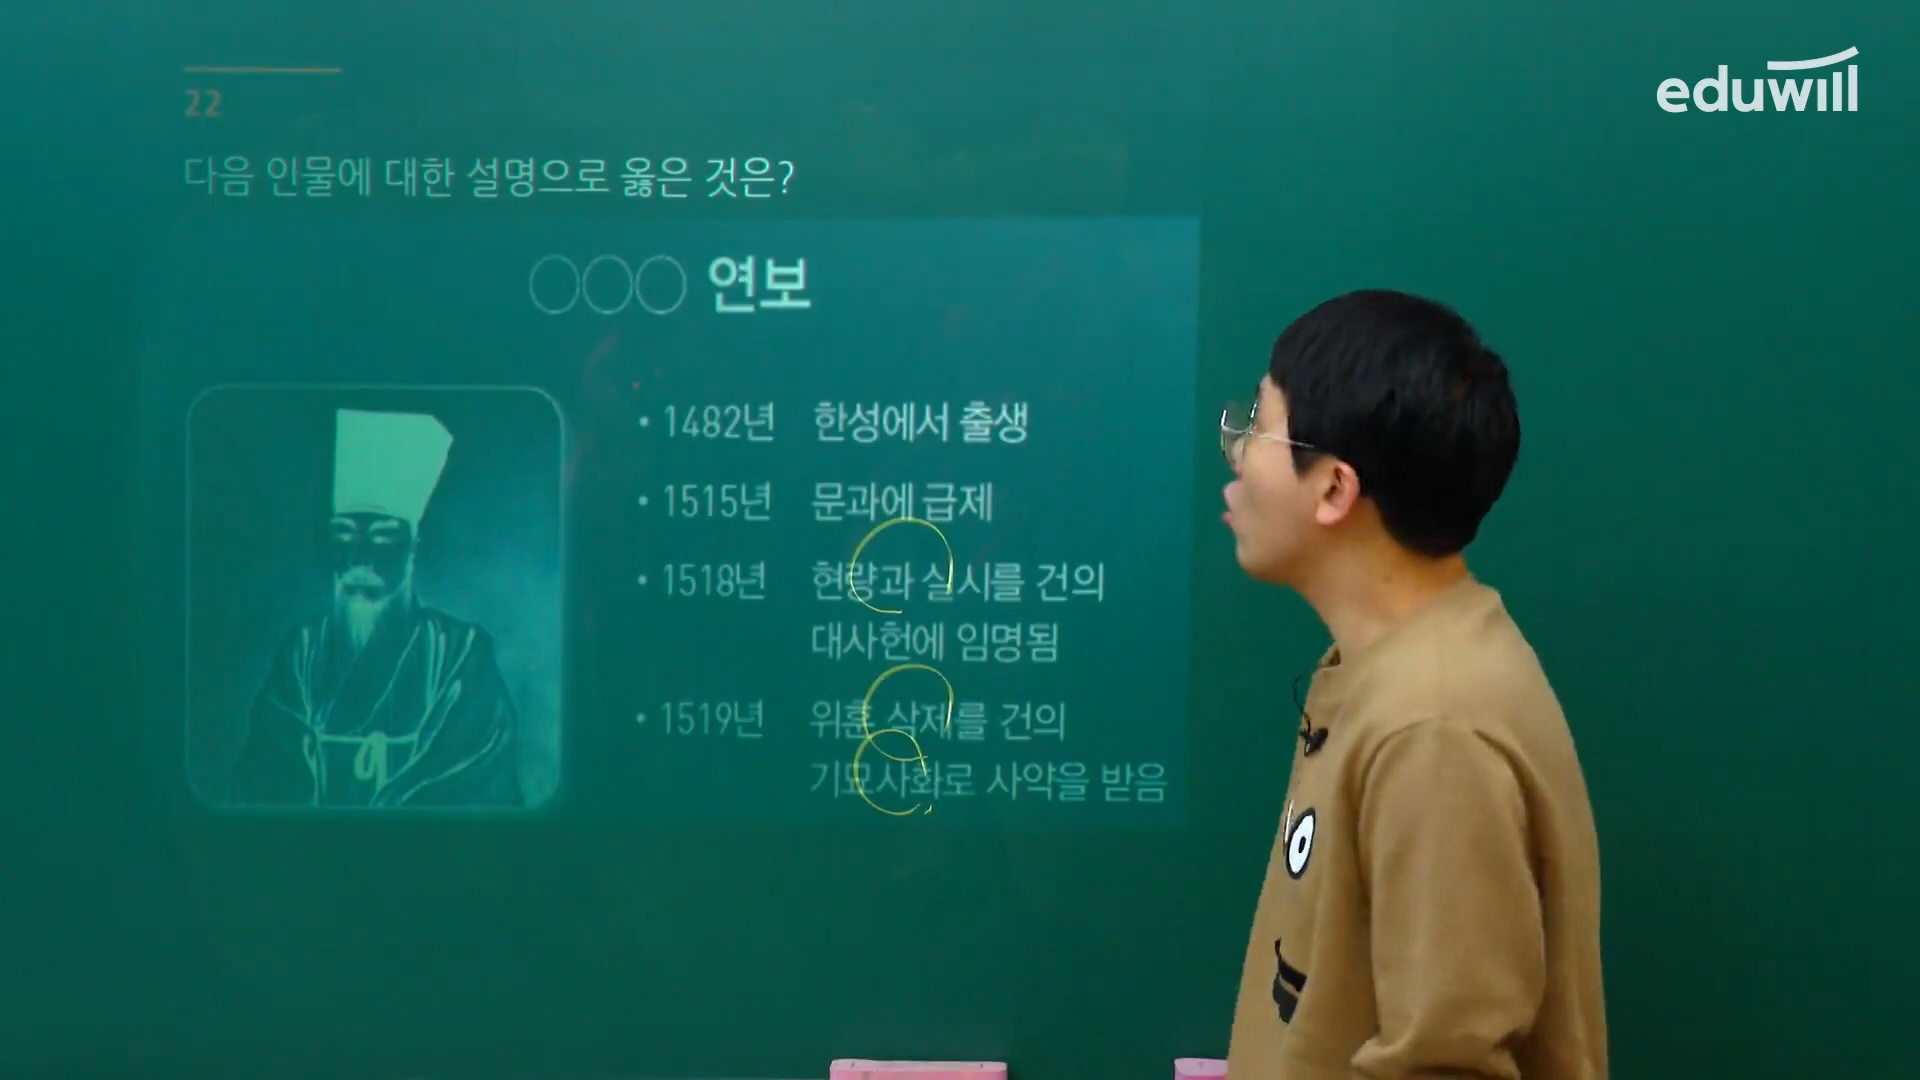 eduwill
22
다음 인물에 대한 설명으로 옳은 것은?
○○○ 연보
• 1482년 한성에서 출생
• 1515년 문과에 급제
• 1518년 현량과 실시를 건의
대사헌에 임명됨
• 1519년 위훈 삭제를 건의
기묘사화로 사약을 받음